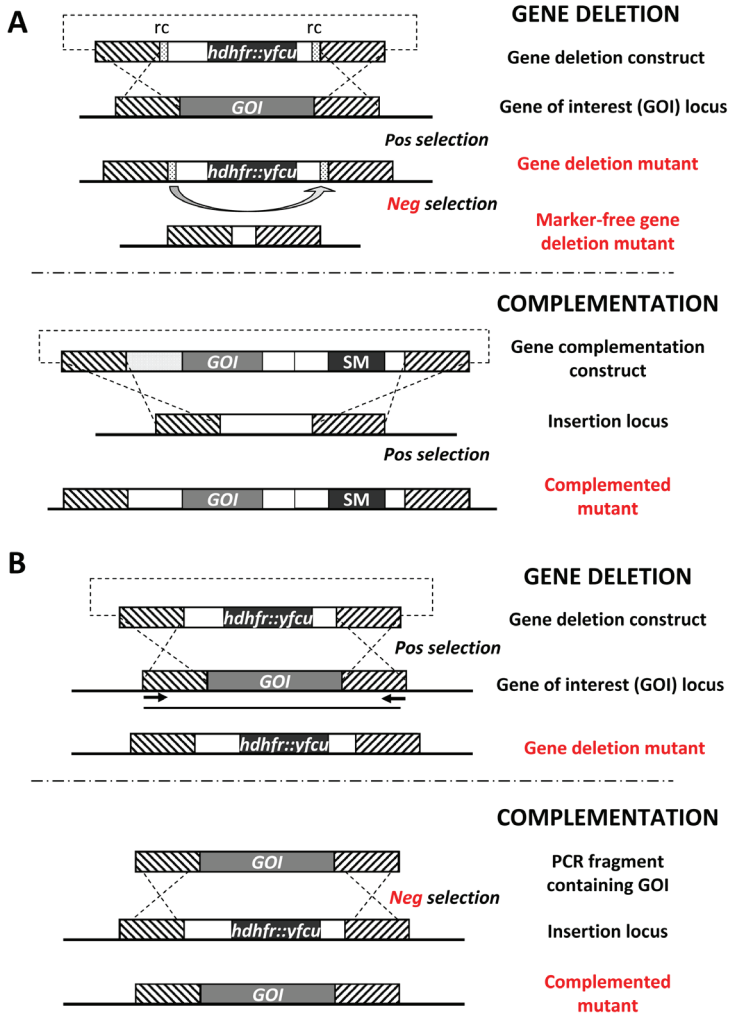 A
GENE DELETION
rc rc
hdhfr::yfcu
Gene deletion construct
GOI
Gene of interest (GOI) locus
Pos selection
hdhfr::yfcu
Gene deletion mutant
Neg selection
Marker-free gene
deletion mutant
COMPLEMENTATION
GOI SM
Gene complementation
construct
Insertion locus
Pos selection
GOI SM
Complemented
mutant
B
GENE DELETION
hdhfr::yfcu
Gene deletion construct
Pos selection
GOI
Gene of interest (GOI) locus
hdhfr::yfcu
Gene deletion mutant
COMPLEMENTATION
GOI
PCR fragment
containing GOI
Neg selection
hdhfr::yfcu
Insertion locus
GOI
Complemented
mutant